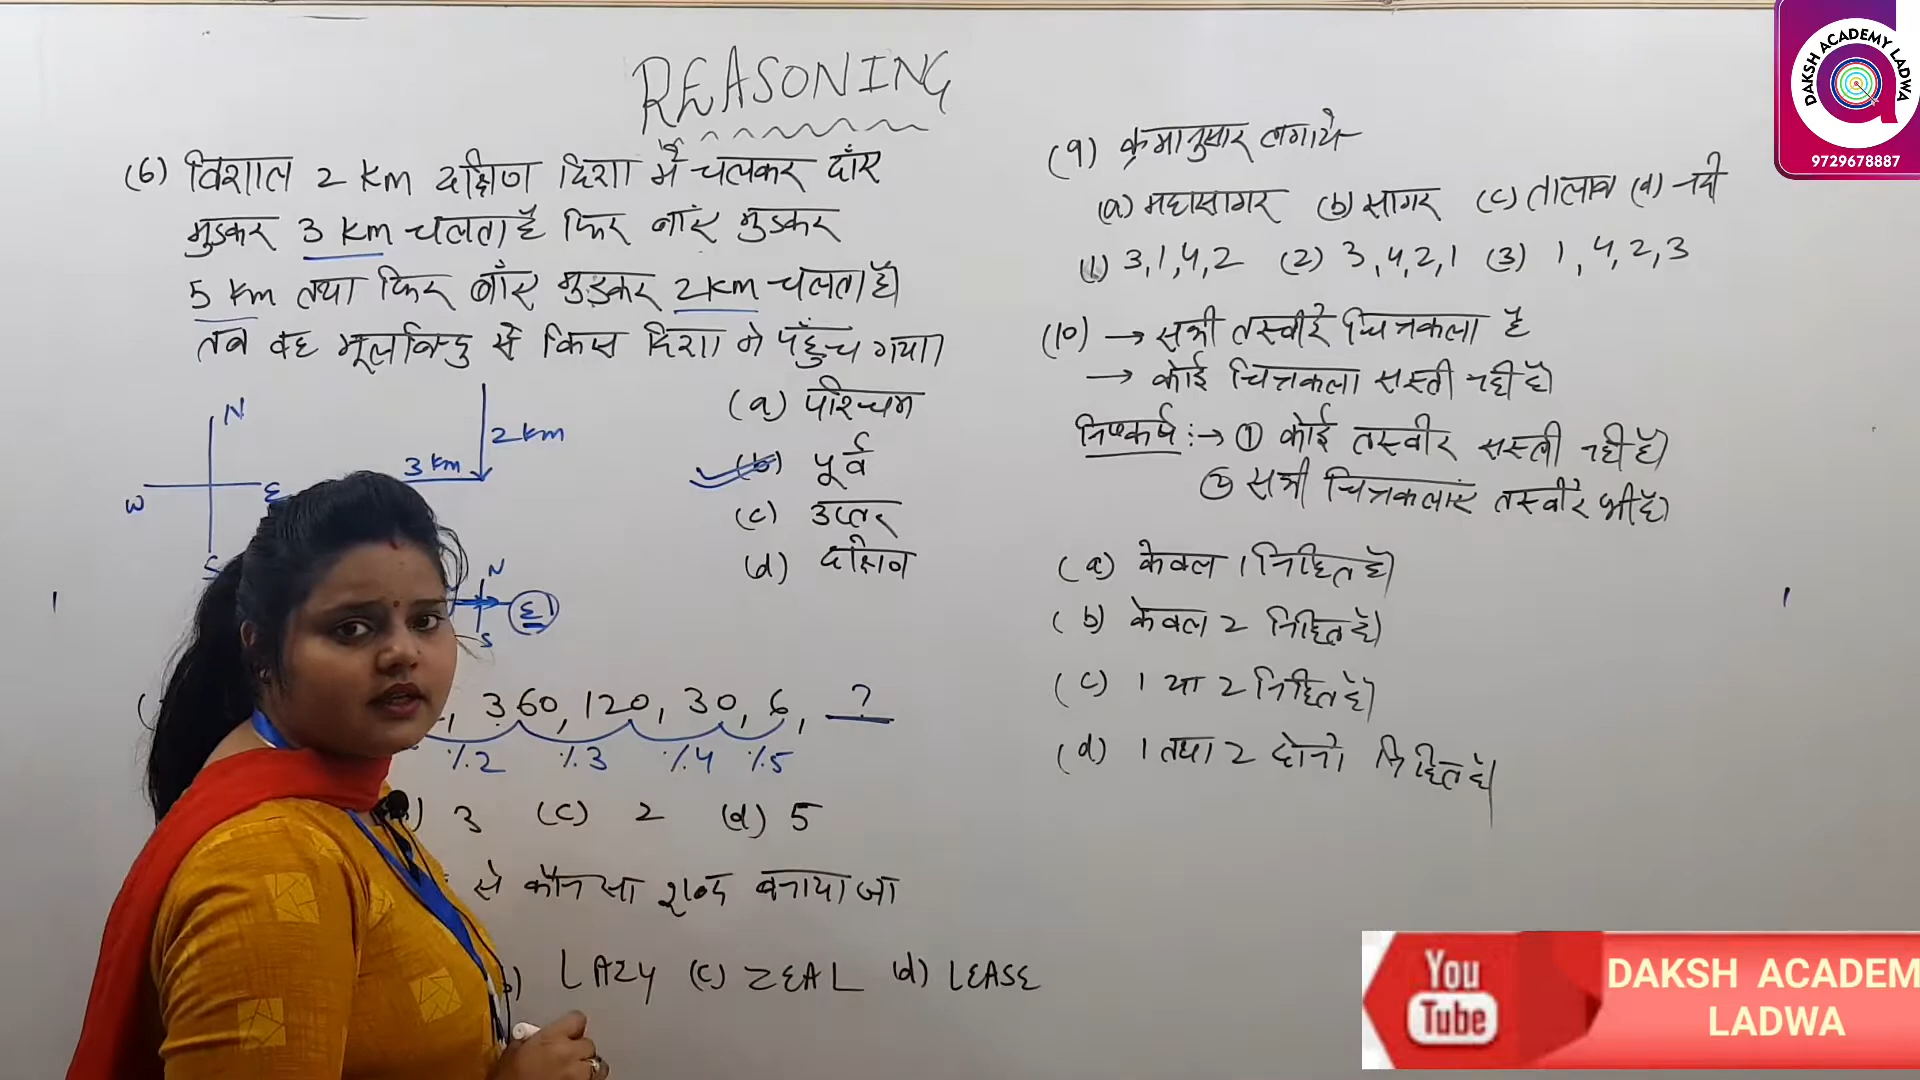 REASONING
(6) विशाल 2 Km दक्षिण दिशा में चलकर दाँए
मुडकर 3 Km चलता है फिर बाएं मुडकर
5 Km तथा फिर बाँए मुड़कर 2 Km चलता है।
तब वह मूलबिन्दु से किस दिशा मे पहुँच गया।
(a) पश्चिम
(b) पूर्व
(c) उत्तर
(d) दक्षिण
N
W
E
S
2 Km
3 Km
N
E
S
360, 120, 30, 6, ?
%2 %3 %4 %5
3 (c) 2 (d) 5
से कौन सा शब्द बनाया जा
LAZY (c) ZEAL (d) LEASE
(9) क्रमानुसार लगाये-
(a) महासागर (b) सागर (c) तालाब (d) नदी
(1) 3,1,4,2 (2) 3,4,2,1 (3) 1,4,2,3
(10) → सभी तस्वीरें चित्रकला है
→ कोई चित्रकला सस्ती नहीं है।
निष्कर्ष :→ ① कोई तस्वीर सस्ती नहीं है।
② सभी चित्रकलाएं तस्वीरें भी है।
(a) केवल 1 निहित है।
(b) केवल 2 निहित है।
(c) 1 या 2 निहित है।
(d) 1 तथा 2 दोनो निहित है।
DAKSH ACADEMY LADWA
9729678887
You
Tube
DAKSH ACADEM
LADWA